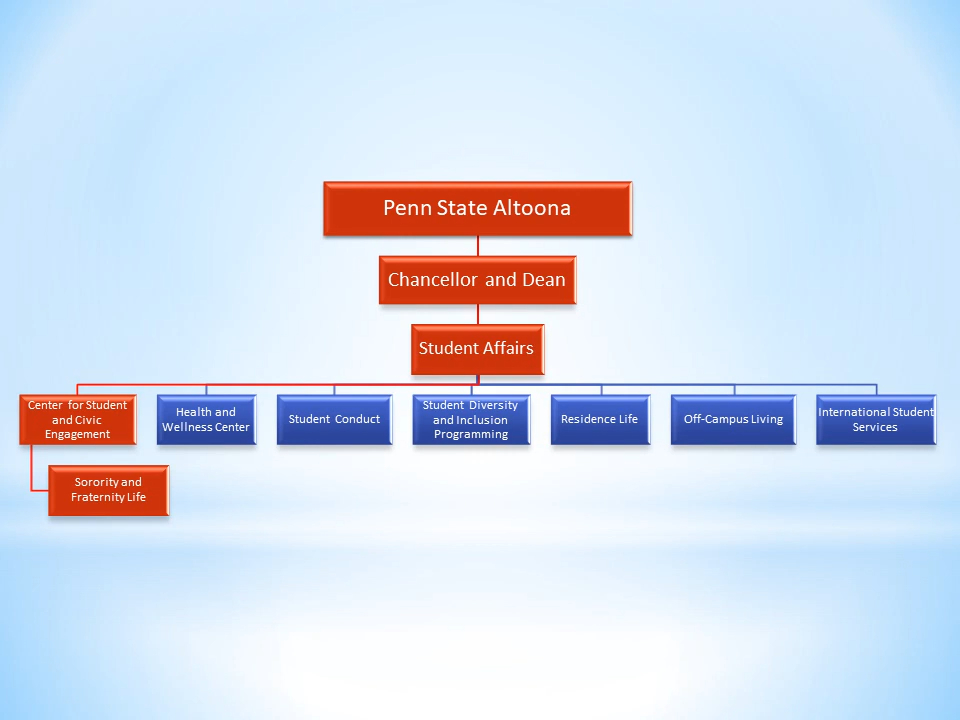 Penn State Altoona
Chancellor and Dean
Student Affairs
Center for Student
and Civic
Engagement
Health and
Wellness Center
Student Conduct
Student Diversity
and Inclusion
Programming
Residence Life
Off-Campus Living
International Student
Services
Sorority and
Fraternity Life